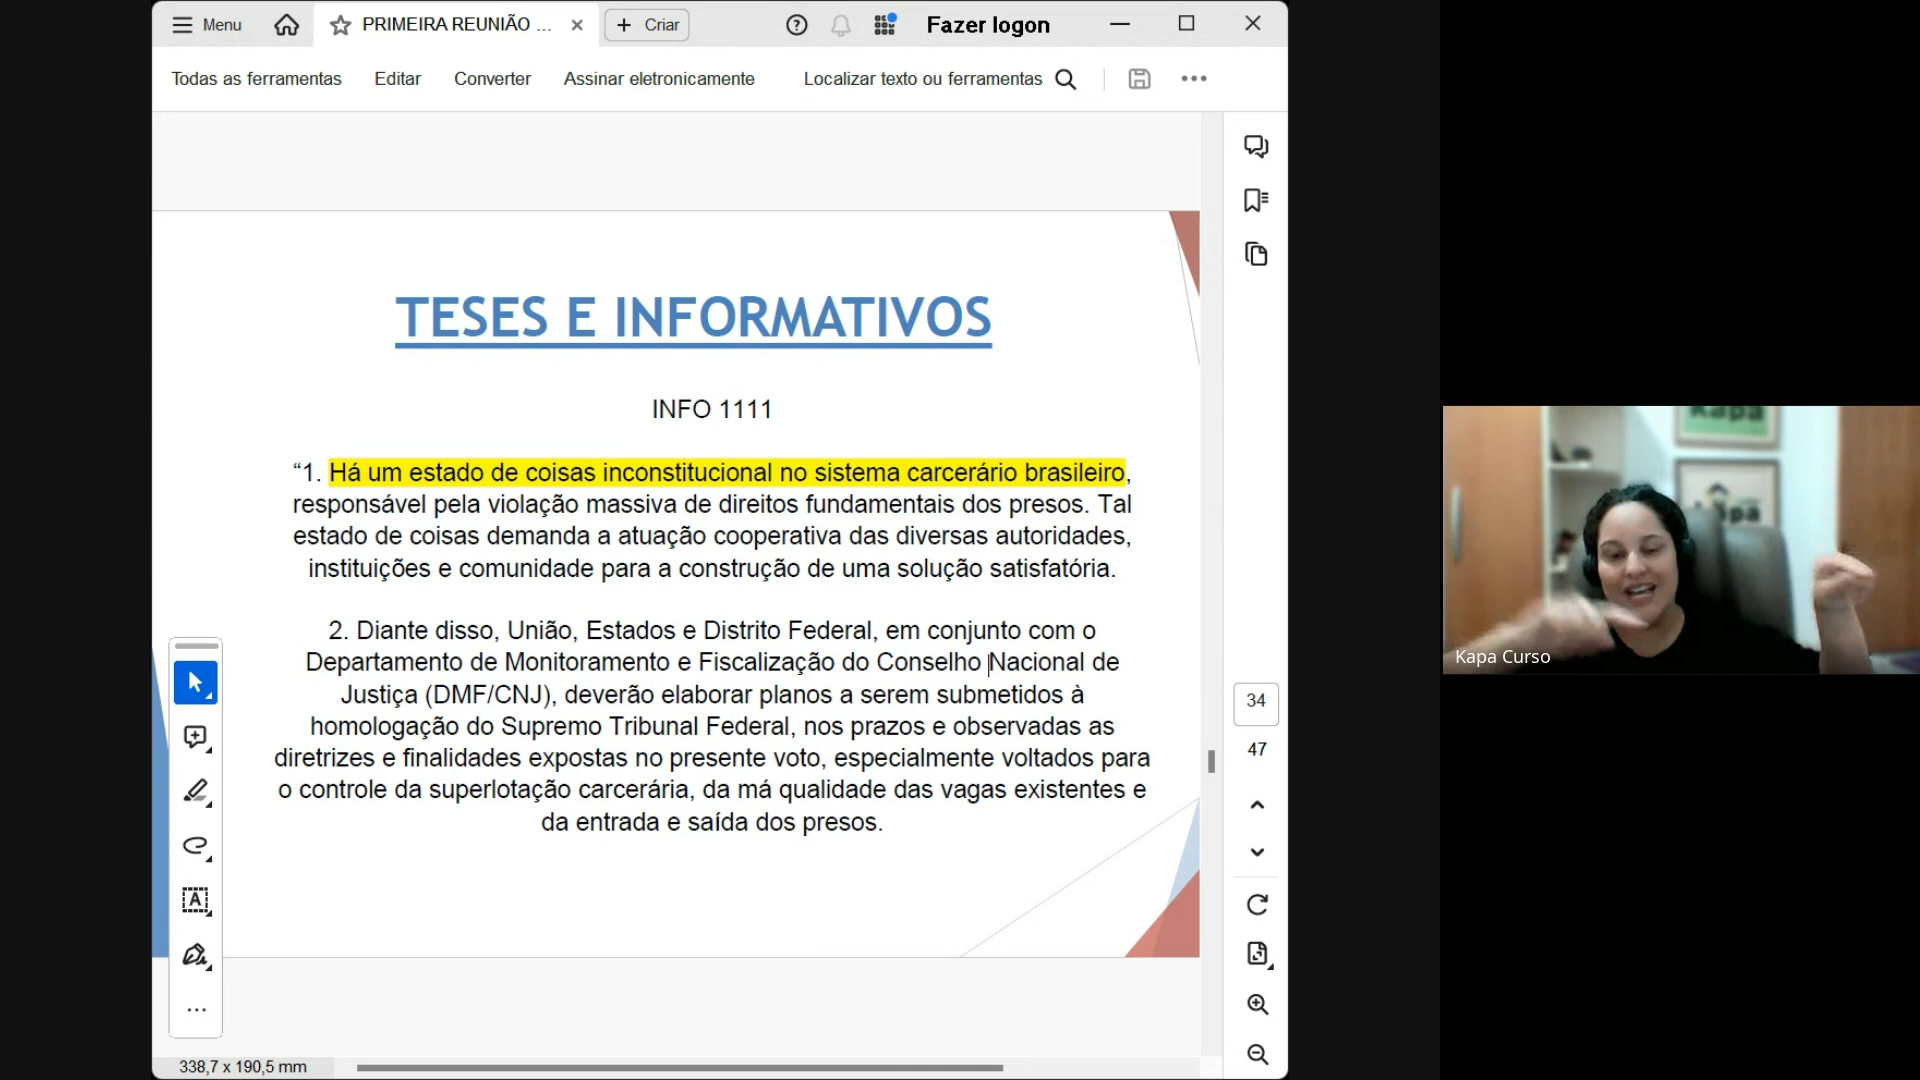 Menu
PRIMEIRA REUNIÃO ...
Criar
Fazer logon
Todas as ferramentas
Editar
Converter
Assinar eletronicamente
Localizar texto ou ferramentas
TESES E INFORMATIVOS
INFO 1111
“1. Há um estado de coisas inconstitucional no sistema carcerário brasileiro,
responsável pela violação massiva de direitos fundamentais dos presos. Tal
estado de coisas demanda a atuação cooperativa das diversas autoridades,
instituições e comunidade para a construção de uma solução satisfatória.
2. Diante disso, União, Estados e Distrito Federal, em conjunto com o
Departamento de Monitoramento e Fiscalização do Conselho Nacional de
Justiça (DMF/CNJ), deverão elaborar planos a serem submetidos à
homologação do Supremo Tribunal Federal, nos prazos e observadas as
diretrizes e finalidades expostas no presente voto, especialmente voltados para
o controle da superlotação carcerária, da má qualidade das vagas existentes e
da entrada e saída dos presos.
34
47
338,7 x 190,5 mm
Kapa
Kapa Curso